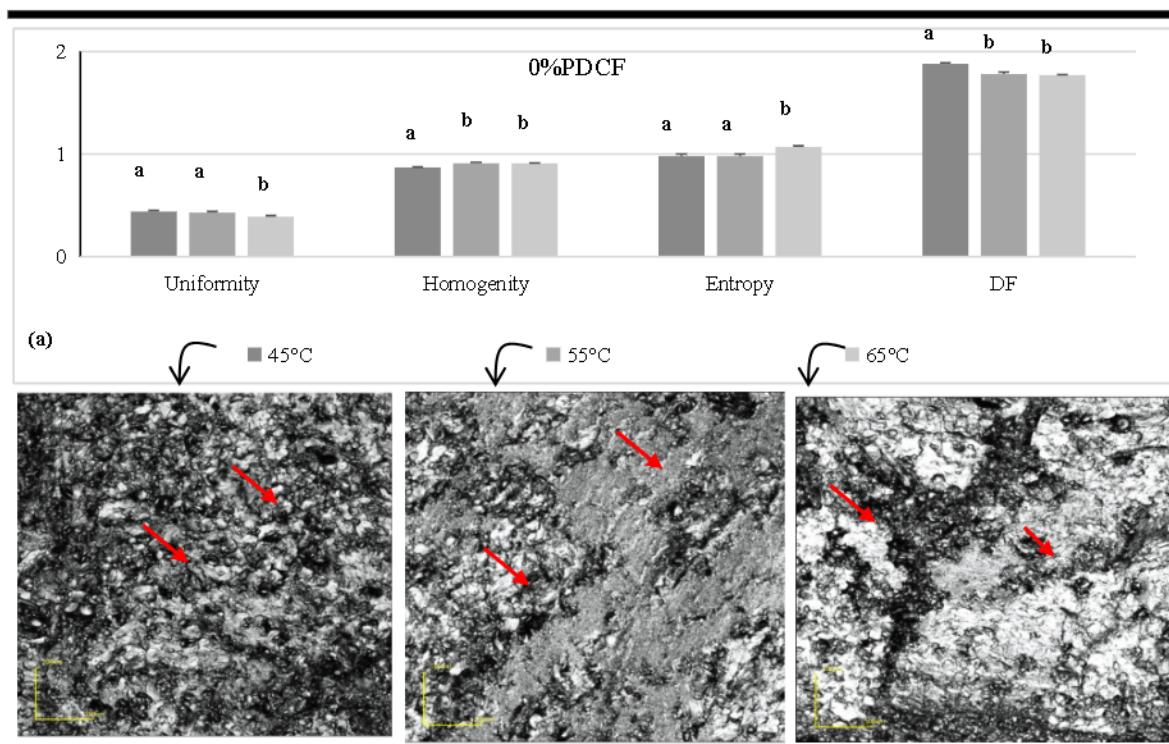 2
0%PDCF
a
b
b
a
b
b
a
a
b
1
a
a
b
0
Uniformity
Homogenity
Entropy
DF
(a)
45°C
55°C
65°C